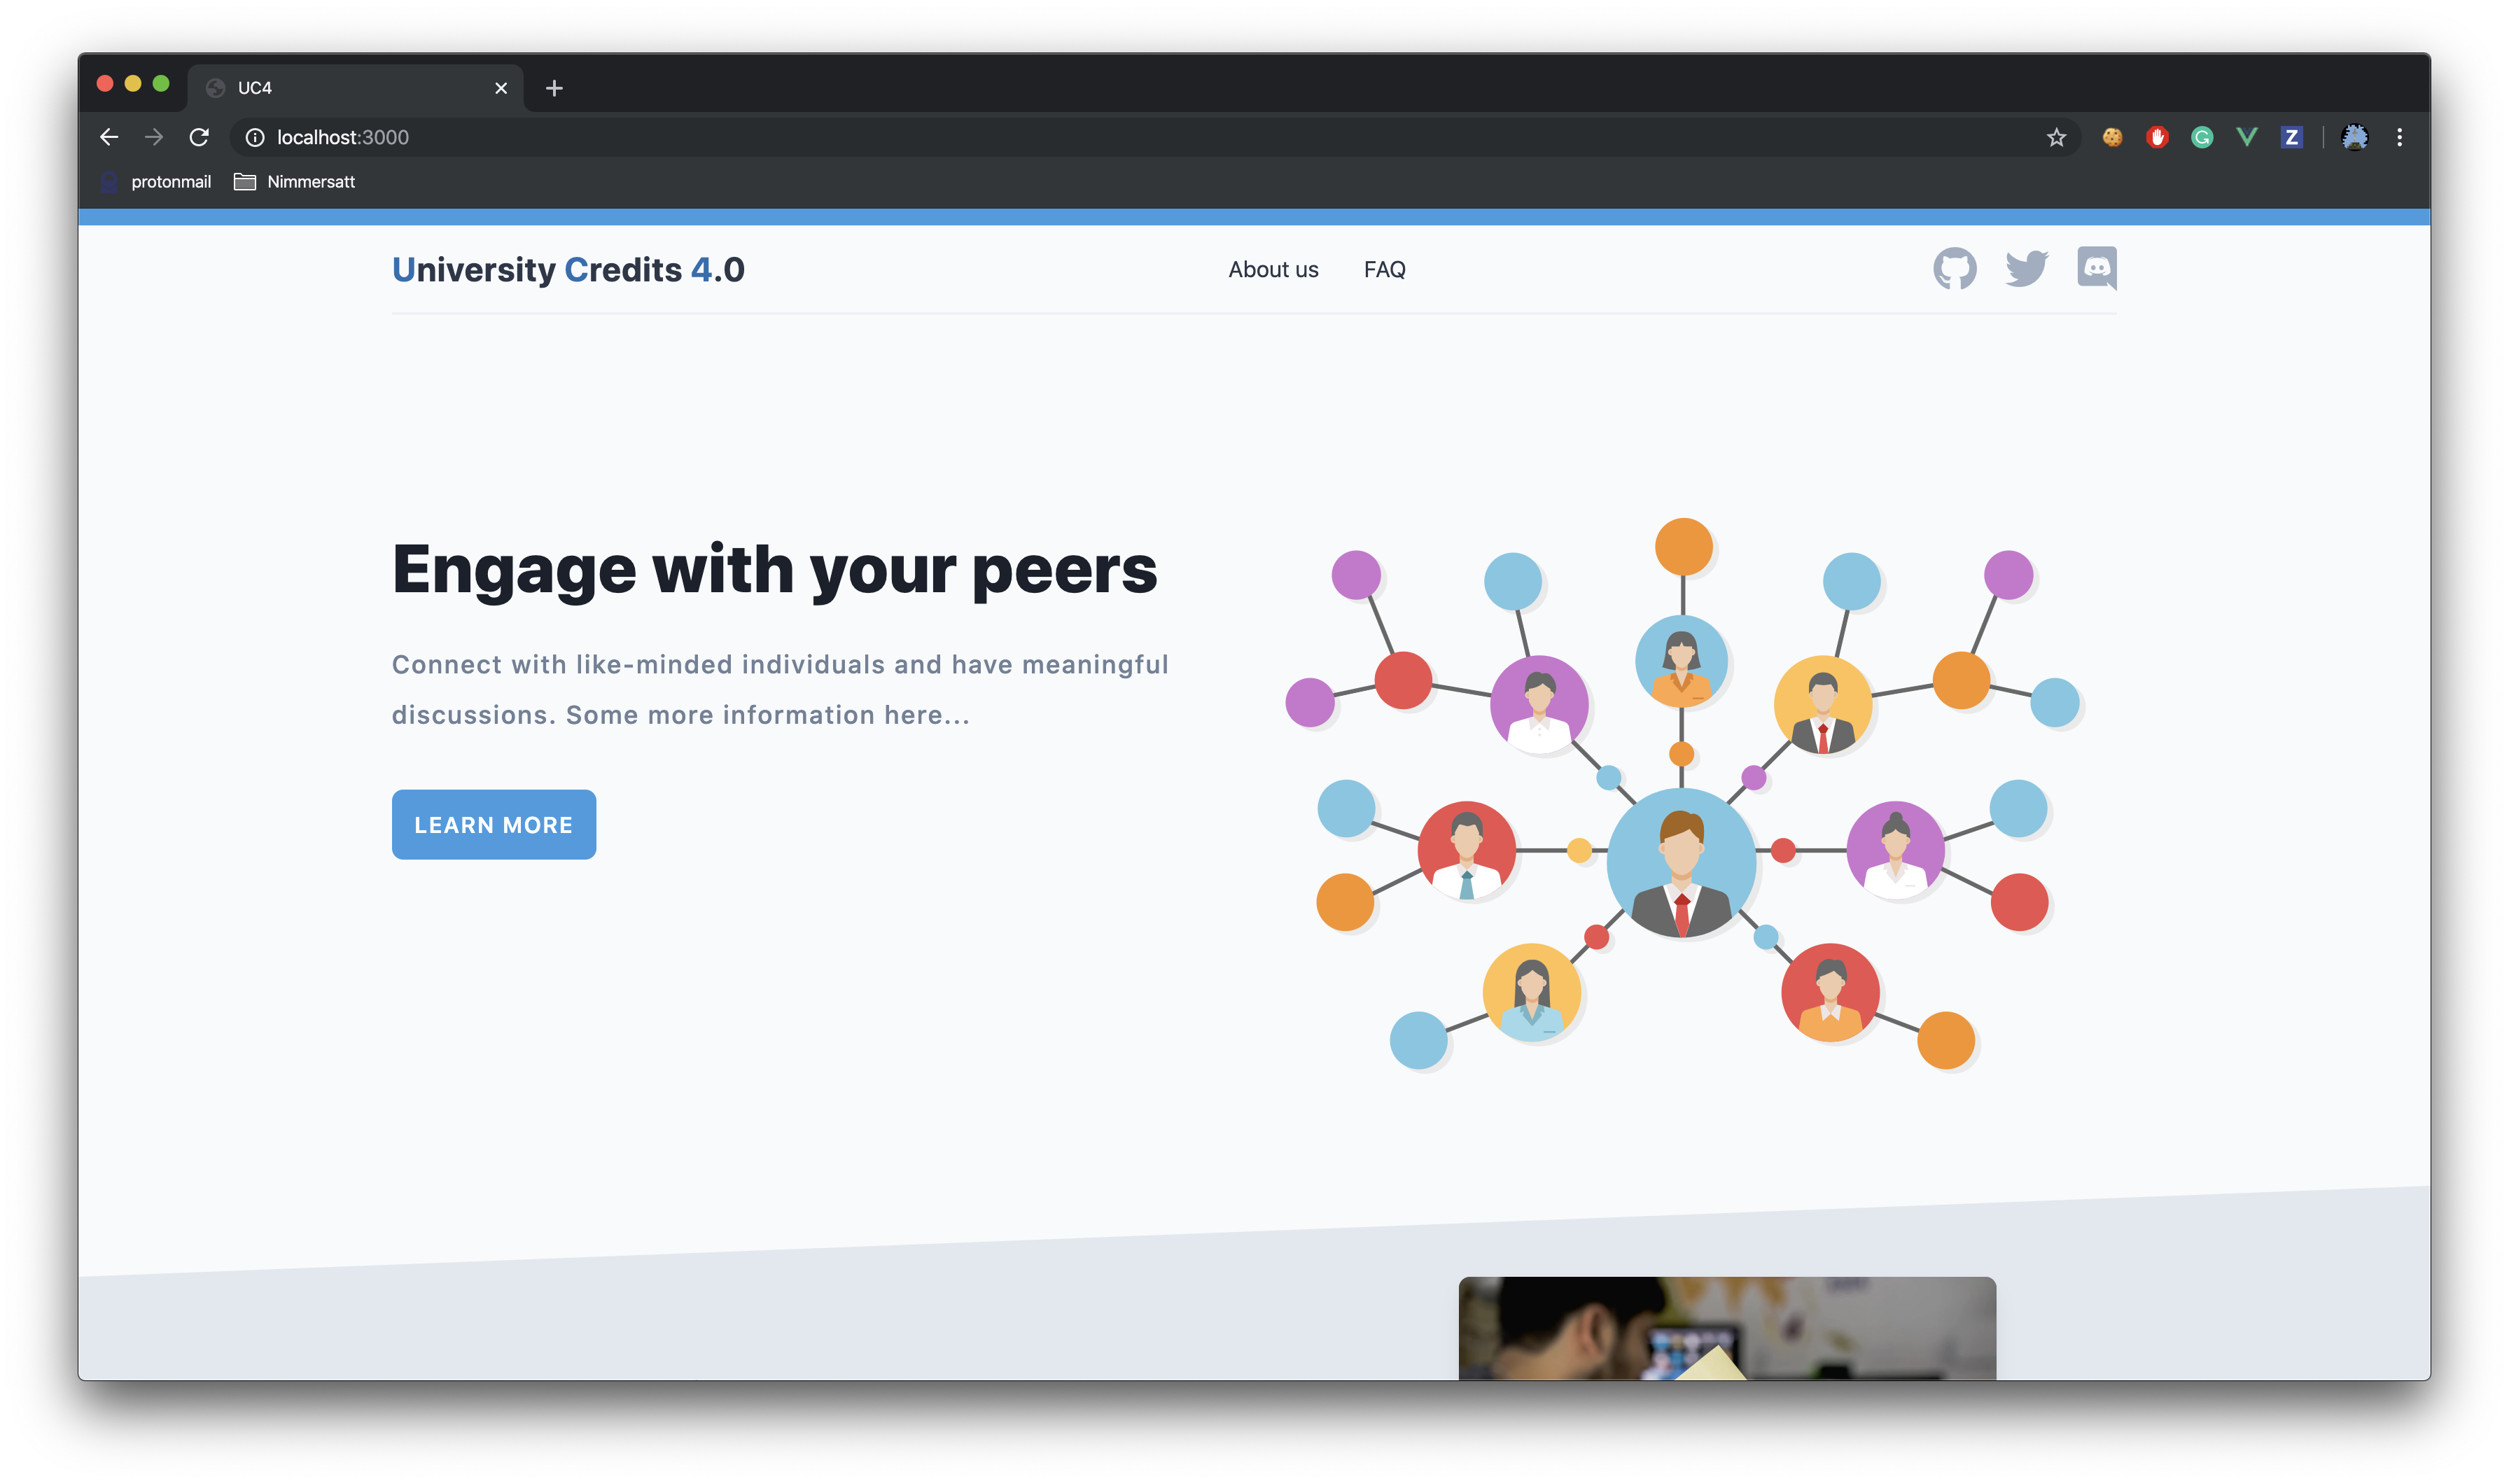 UC4
localhost:3000
protonmail
Nimmersatt
University Credits 4.0
About us
FAQ
Engage with your peers
Connect with like-minded individuals and have meaningful
discussions. Some more information here...
LEARN MORE